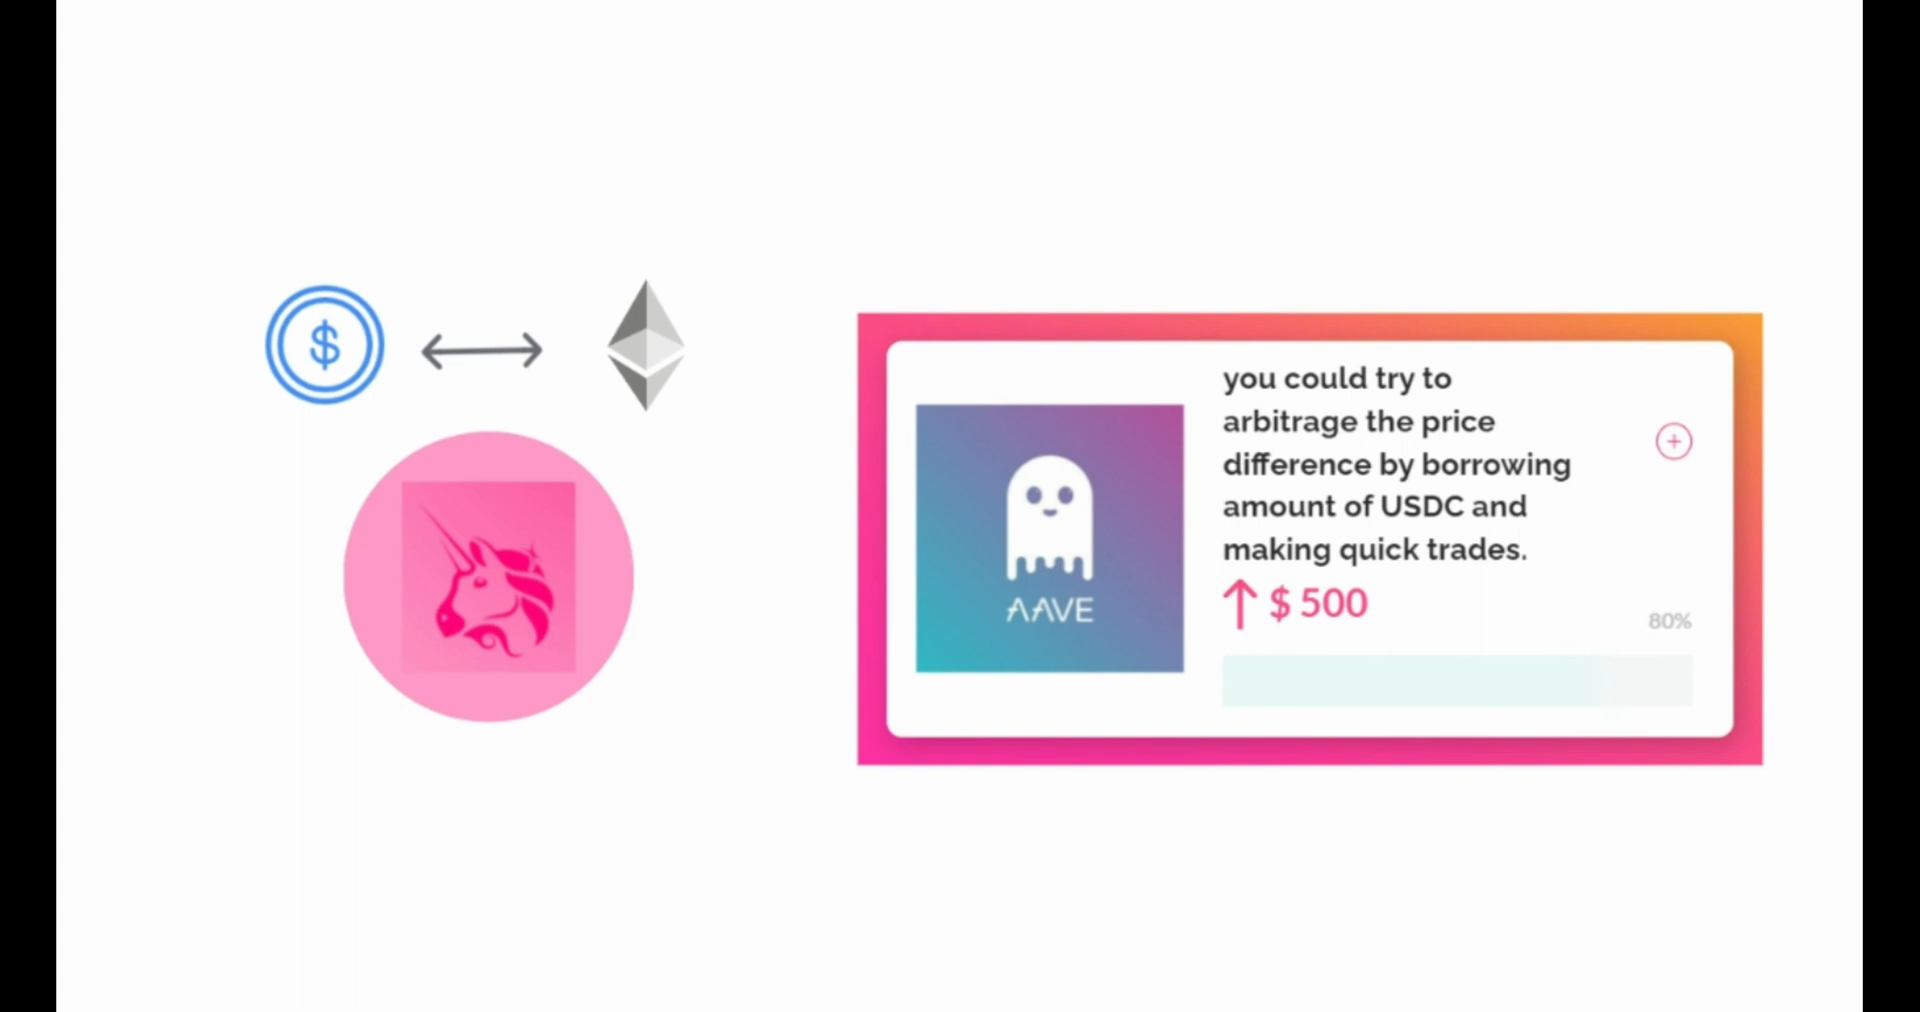 $
AAVE
you could try to
arbitrage the price
difference by borrowing
amount of USDC and
making quick trades.
$ 500
80%